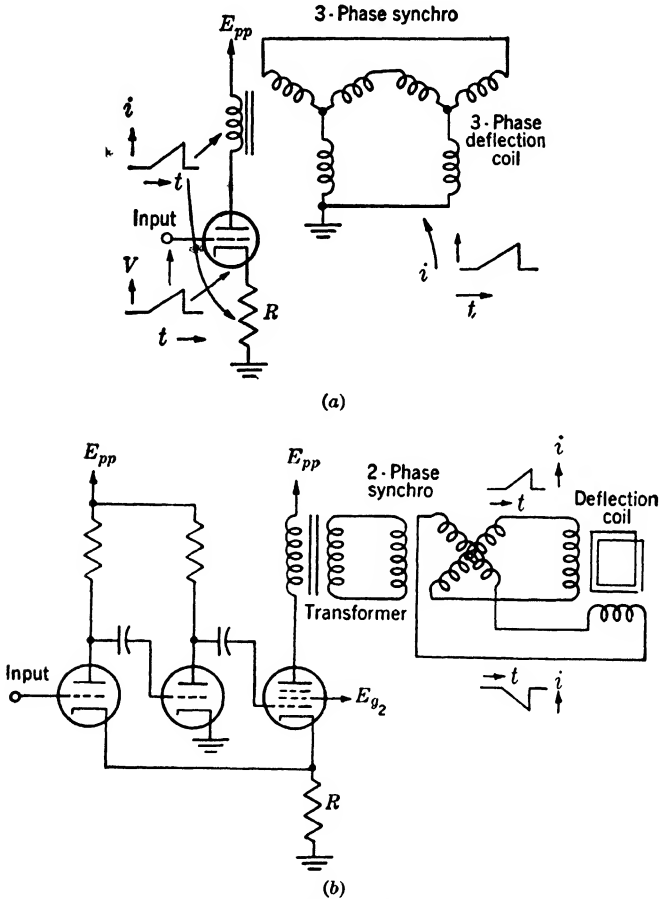 3-Phase synchro
E_pp
i
t
3-Phase
deflection
coil
Input
V
R
i
t
t
(a)
E_pp
E_pp
2-Phase
synchro
i
t
Deflection
coil
Transformer
Input
E_g2
t
i
R
(b)